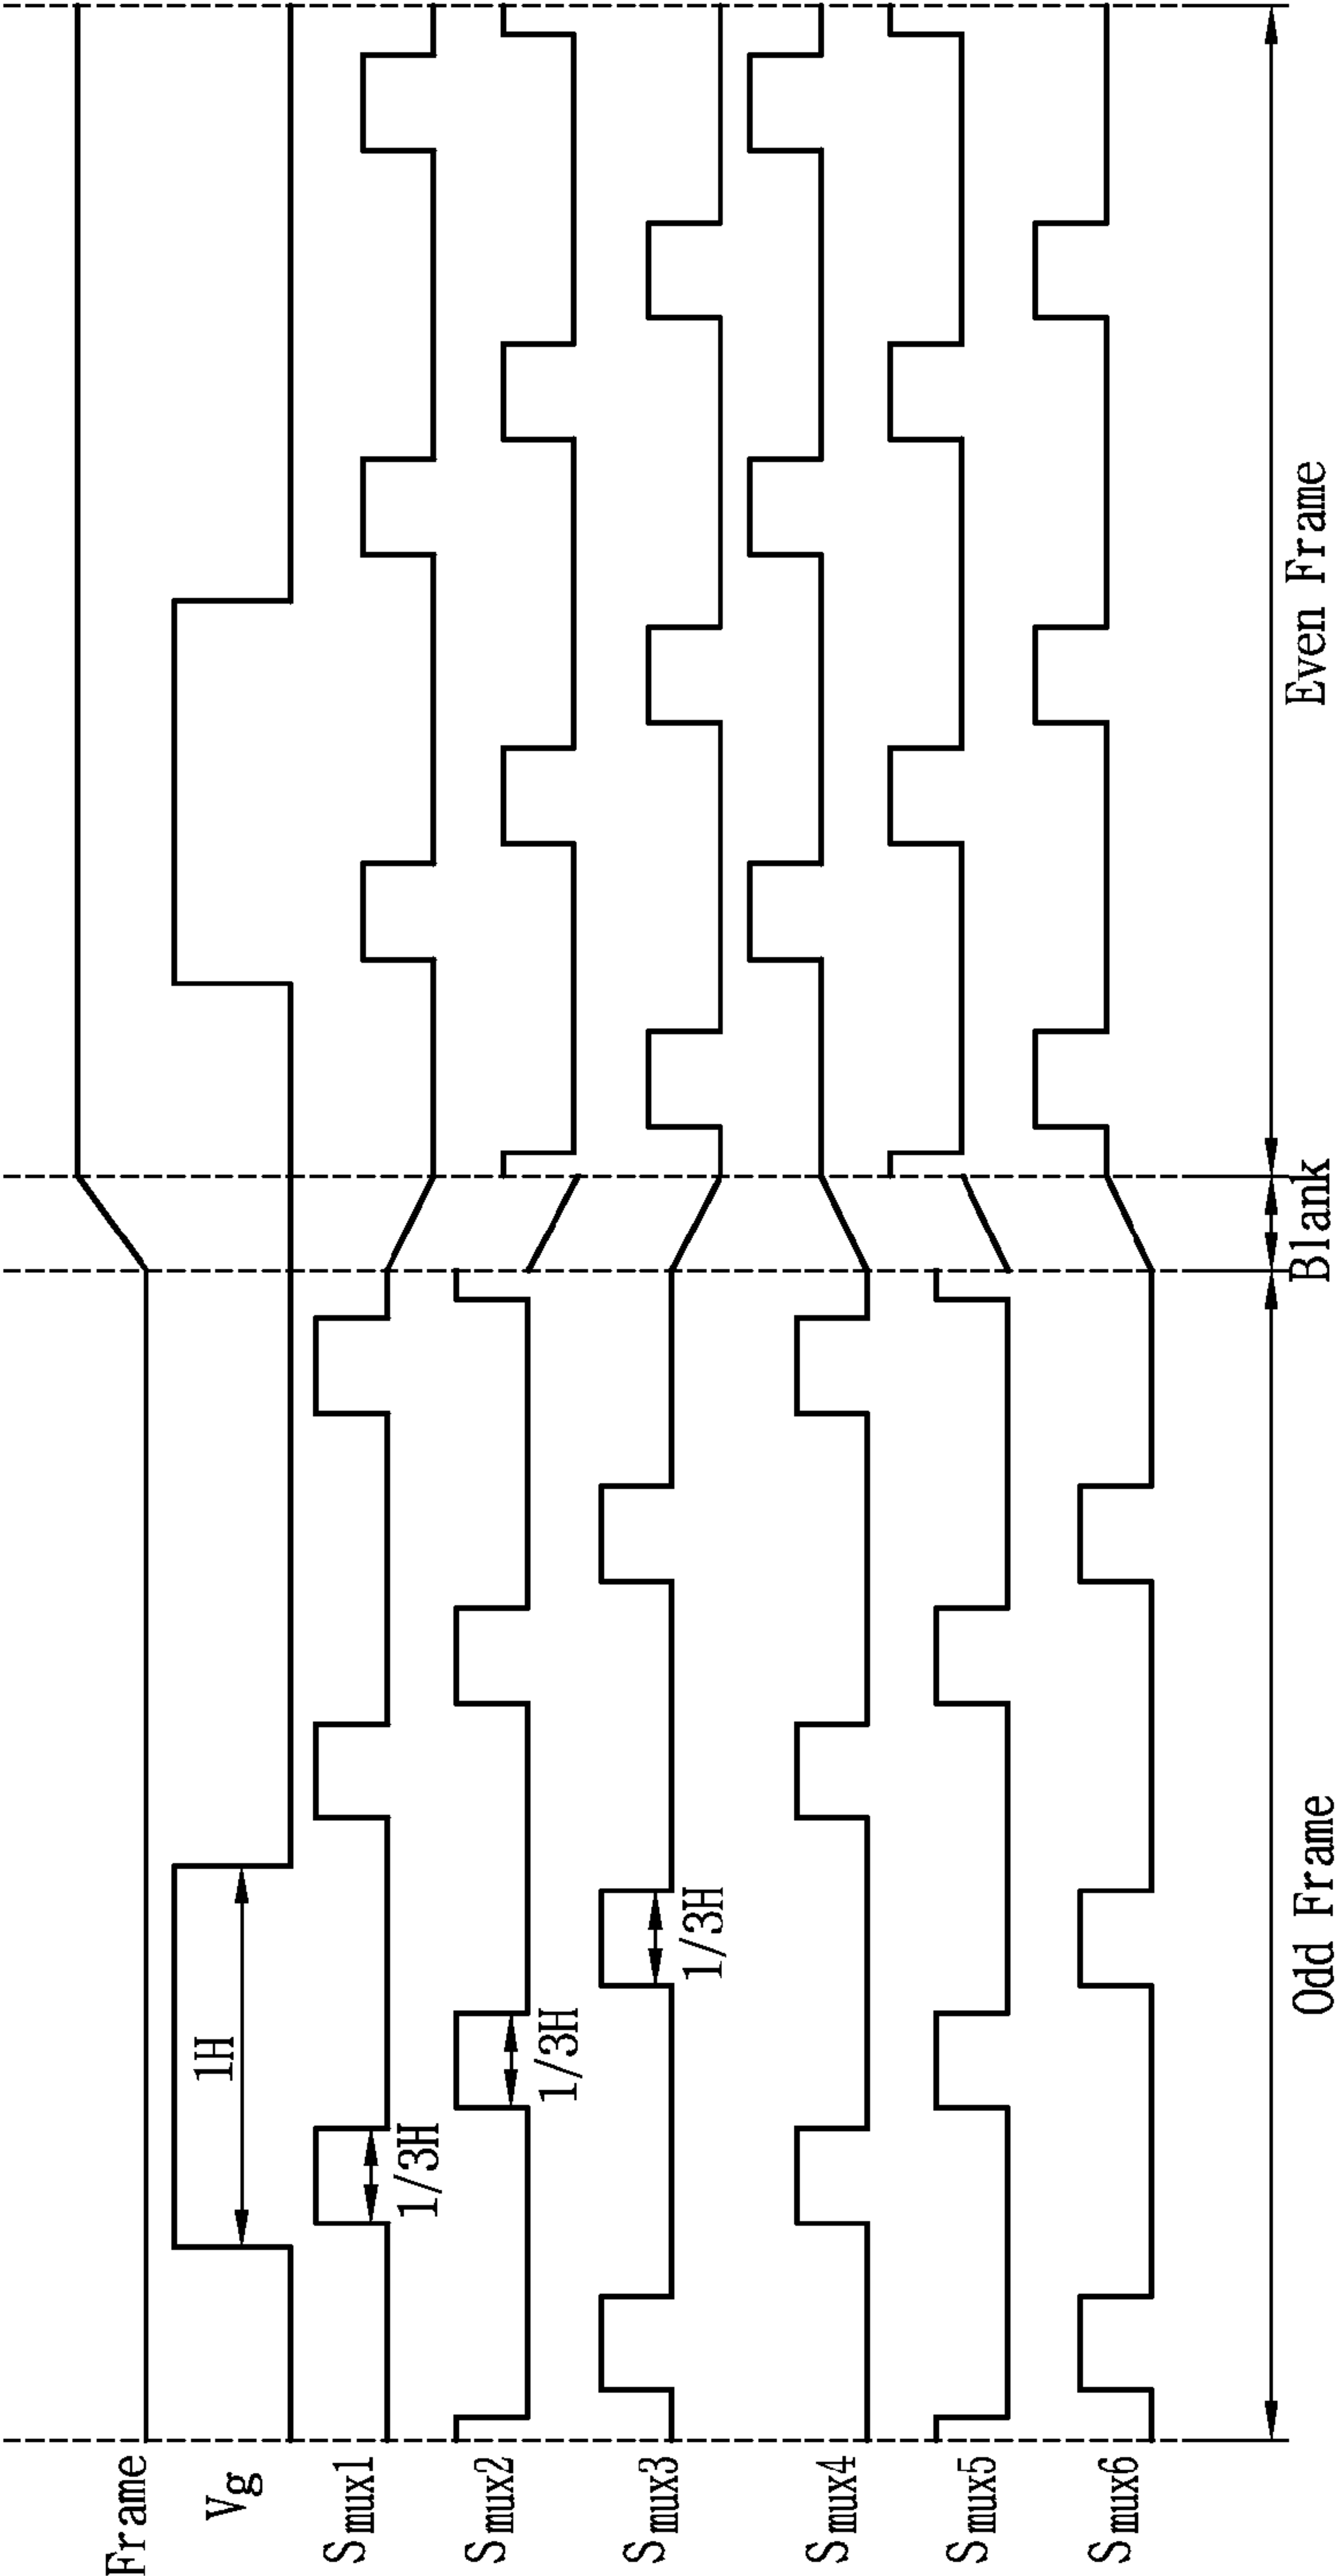 Frame
Vg
1H
Smux1
1/3H
Smux2
1/3H
Smux3
1/3H
Smux4
Smux5
Smux6
Odd Frame
Blank
Even Frame